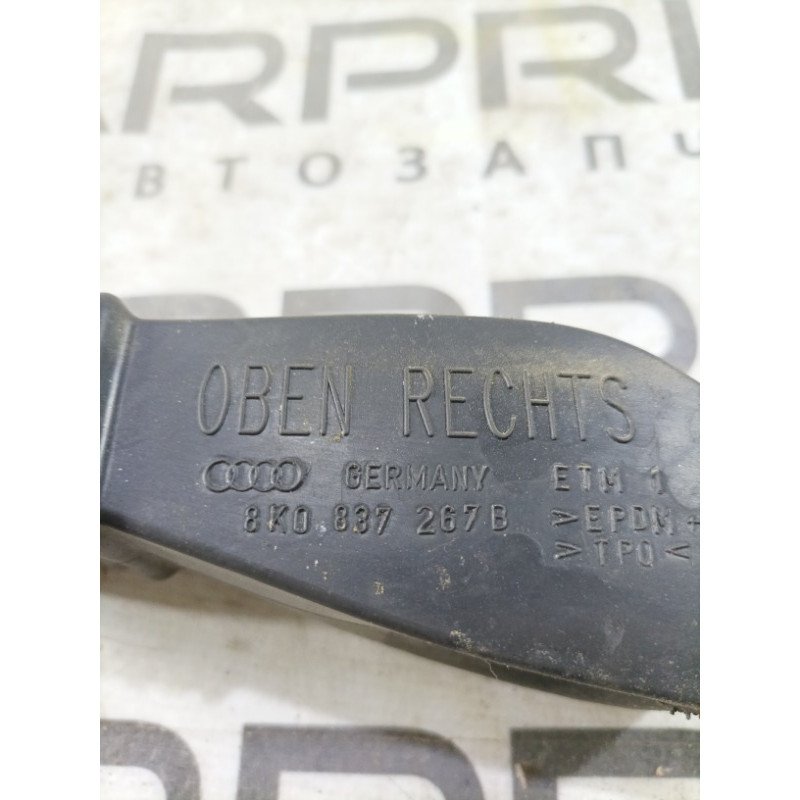 ARPRI
АВТОЗАПЧ
OBEN RECHTS
GERMANY ETM 1
8K0 837 267 B >EPDM+
>TPO<